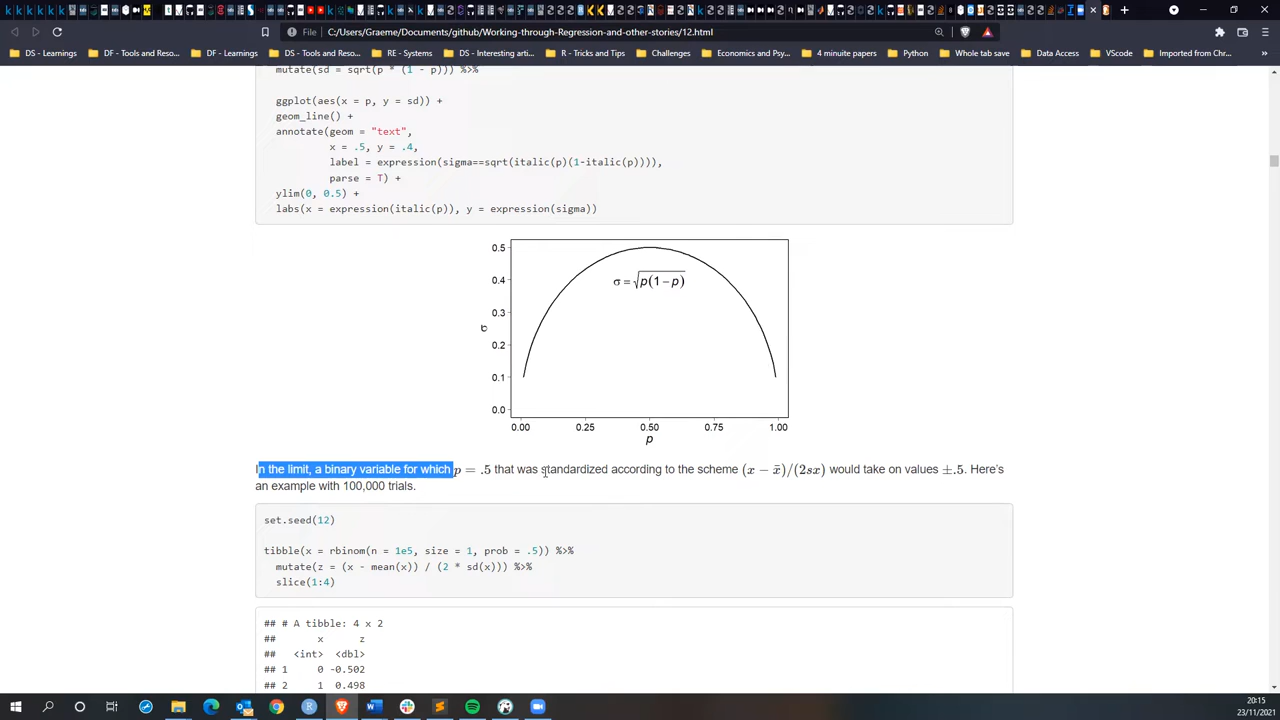 File
C:/Users/Graeme/Documents/github/Working-through-Regression-and-other-stories/12.html
DS - Learnings
DF - Tools and Reso...
DF - Learnings
DS - Tools and Reso...
RE - Systems
DS - Interesting arti...
R - Tricks and Tips
Challenges
Economics and Psy...
4 minute papers
Python
Whole tab save
Data Access
VScode
Imported from Chr...
mutate(sd = sqrt(p * (1 - p))) %>%
ggplot(aes(x = p, y = sd)) +
geom_line() +
annotate(geom = "text",
x = .5, y = .4,
label = expression(sigma==sqrt(italic(p)(1-italic(p)))),
parse = T) +
ylim(0, 0.5) +
labs(x = expression(italic(p)), y = expression(sigma))
0.5
0.4
0.3
0.2
0.1
0.0
σ
σ = √p(1 − p)
0.00 0.25 0.50 0.75 1.00
p
In the limit, a binary variable for which p = .5 that was standardized according to the scheme (x − x̄)/(2sx) would take on values ±.5. Here's
an example with 100,000 trials.
set.seed(12)
tibble(x = rbinom(n = 1e5, size = 1, prob = .5)) %>%
mutate(z = (x - mean(x)) / (2 * sd(x))) %>%
slice(1:4)
## # A tibble: 4 x 2
## x z
## <int> <dbl>
## 1 0 -0.502
## 2 1 0.498
20:15
23/11/2021